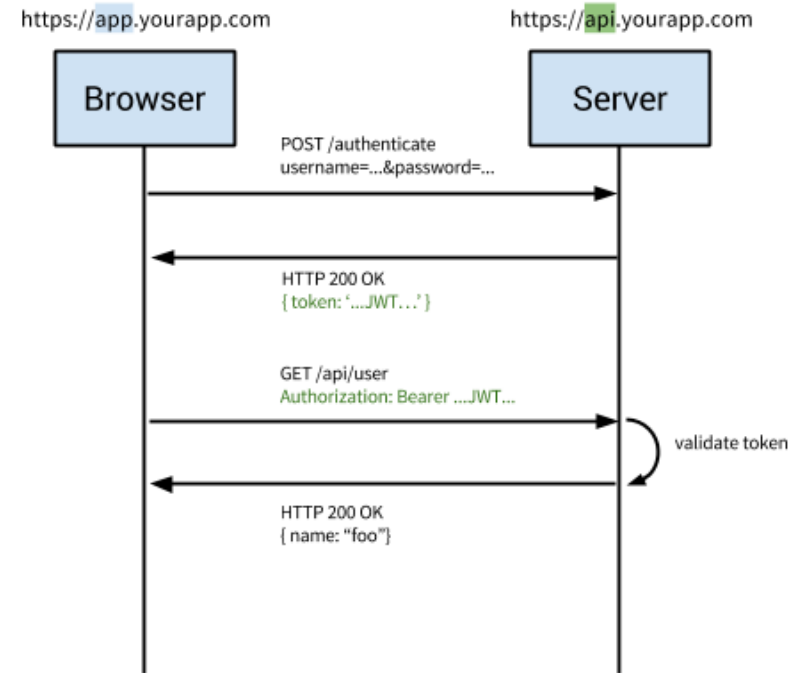 https://app.yourapp.com
https://api.yourapp.com
Browser
Server
POST /authenticate
username=...&password=...
HTTP 200 OK
{ token: ‘...JWT...’ }
GET /api/user
Authorization: Bearer ...JWT...
validate token
HTTP 200 OK
{ name: “foo”}